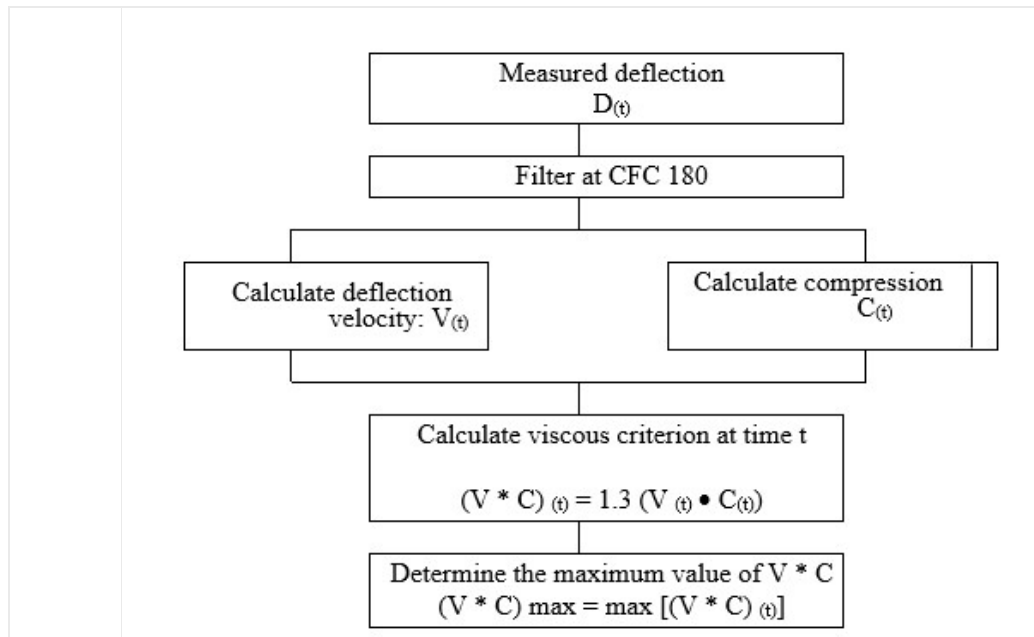 Measured deflection
D(t)
Filter at CFC 180
Calculate deflection
velocity: V(t)
Calculate compression
C(t)
Calculate viscous criterion at time t
(V * C) (t) = 1.3 (V (t) • C(t))
Determine the maximum value of V * C
(V * C) max = max [(V * C) (t)]